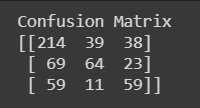 Confusion Matrix
[[214  39  38]
 [ 69  64  23]
 [ 59  11  59]]